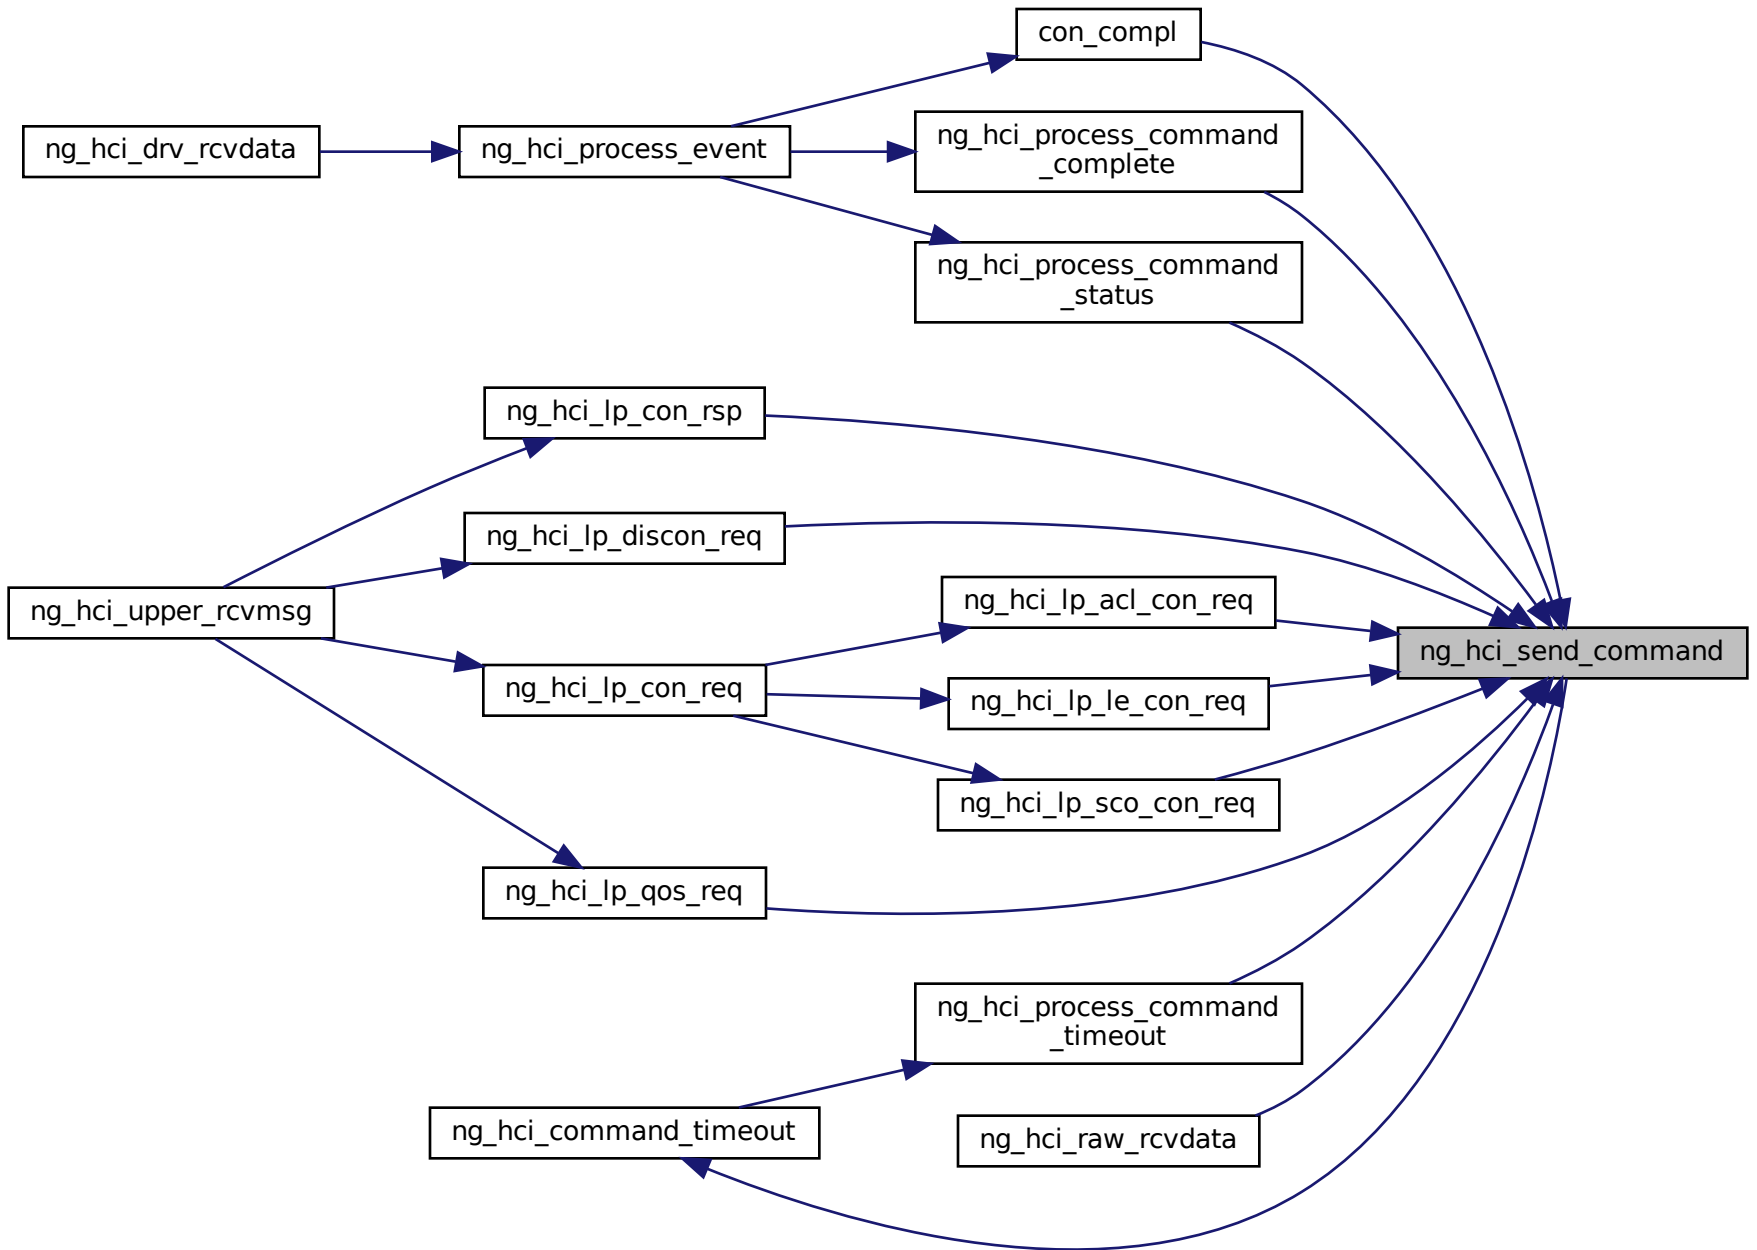 con_compl
ng_hci_drv_rcvdata
ng_hci_process_event
ng_hci_process_command
_complete
ng_hci_process_command
_status
ng_hci_lp_con_rsp
ng_hci_lp_discon_req
ng_hci_upper_rcvmsg
ng_hci_lp_acl_con_req
ng_hci_send_command
ng_hci_lp_con_req
ng_hci_lp_le_con_req
ng_hci_lp_sco_con_req
ng_hci_lp_qos_req
ng_hci_process_command
_timeout
ng_hci_command_timeout
ng_hci_raw_rcvdata